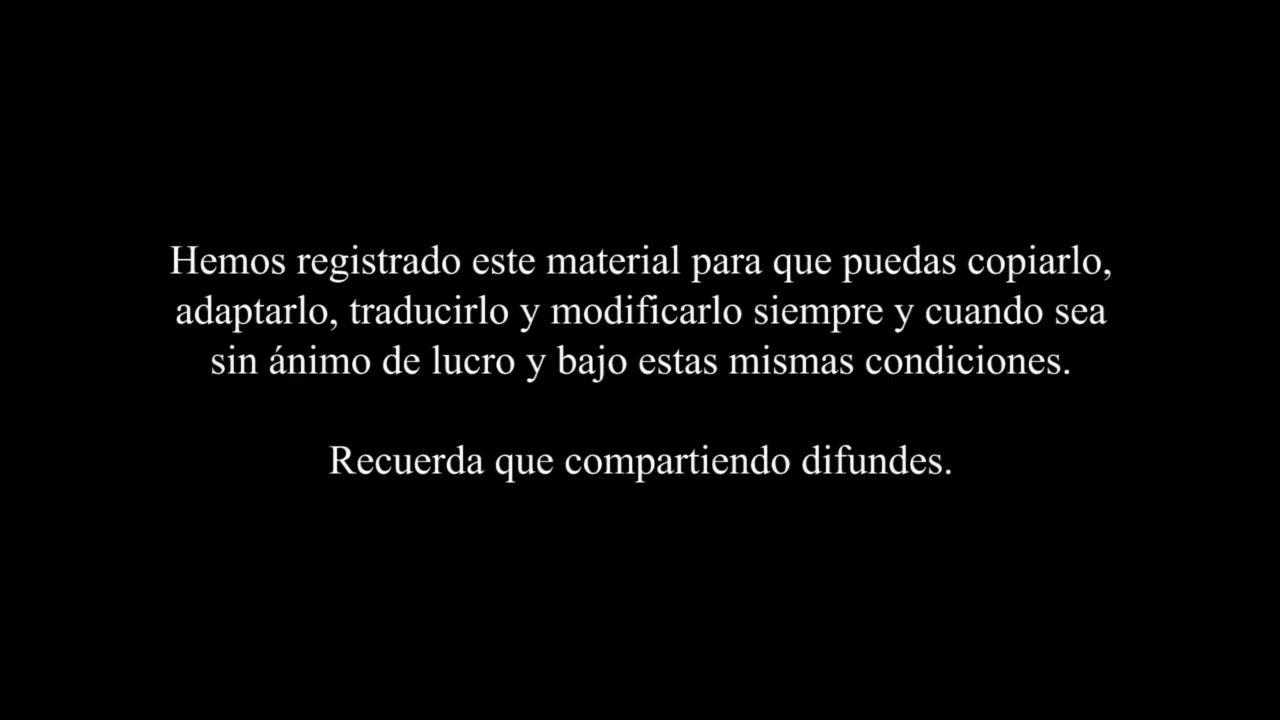 Hemos registrado este material para que puedas copiarlo,
adaptarlo, traducirlo y modificarlo siempre y cuando sea
sin ánimo de lucro y bajo estas mismas condiciones.
Recuerda que compartiendo difundes.